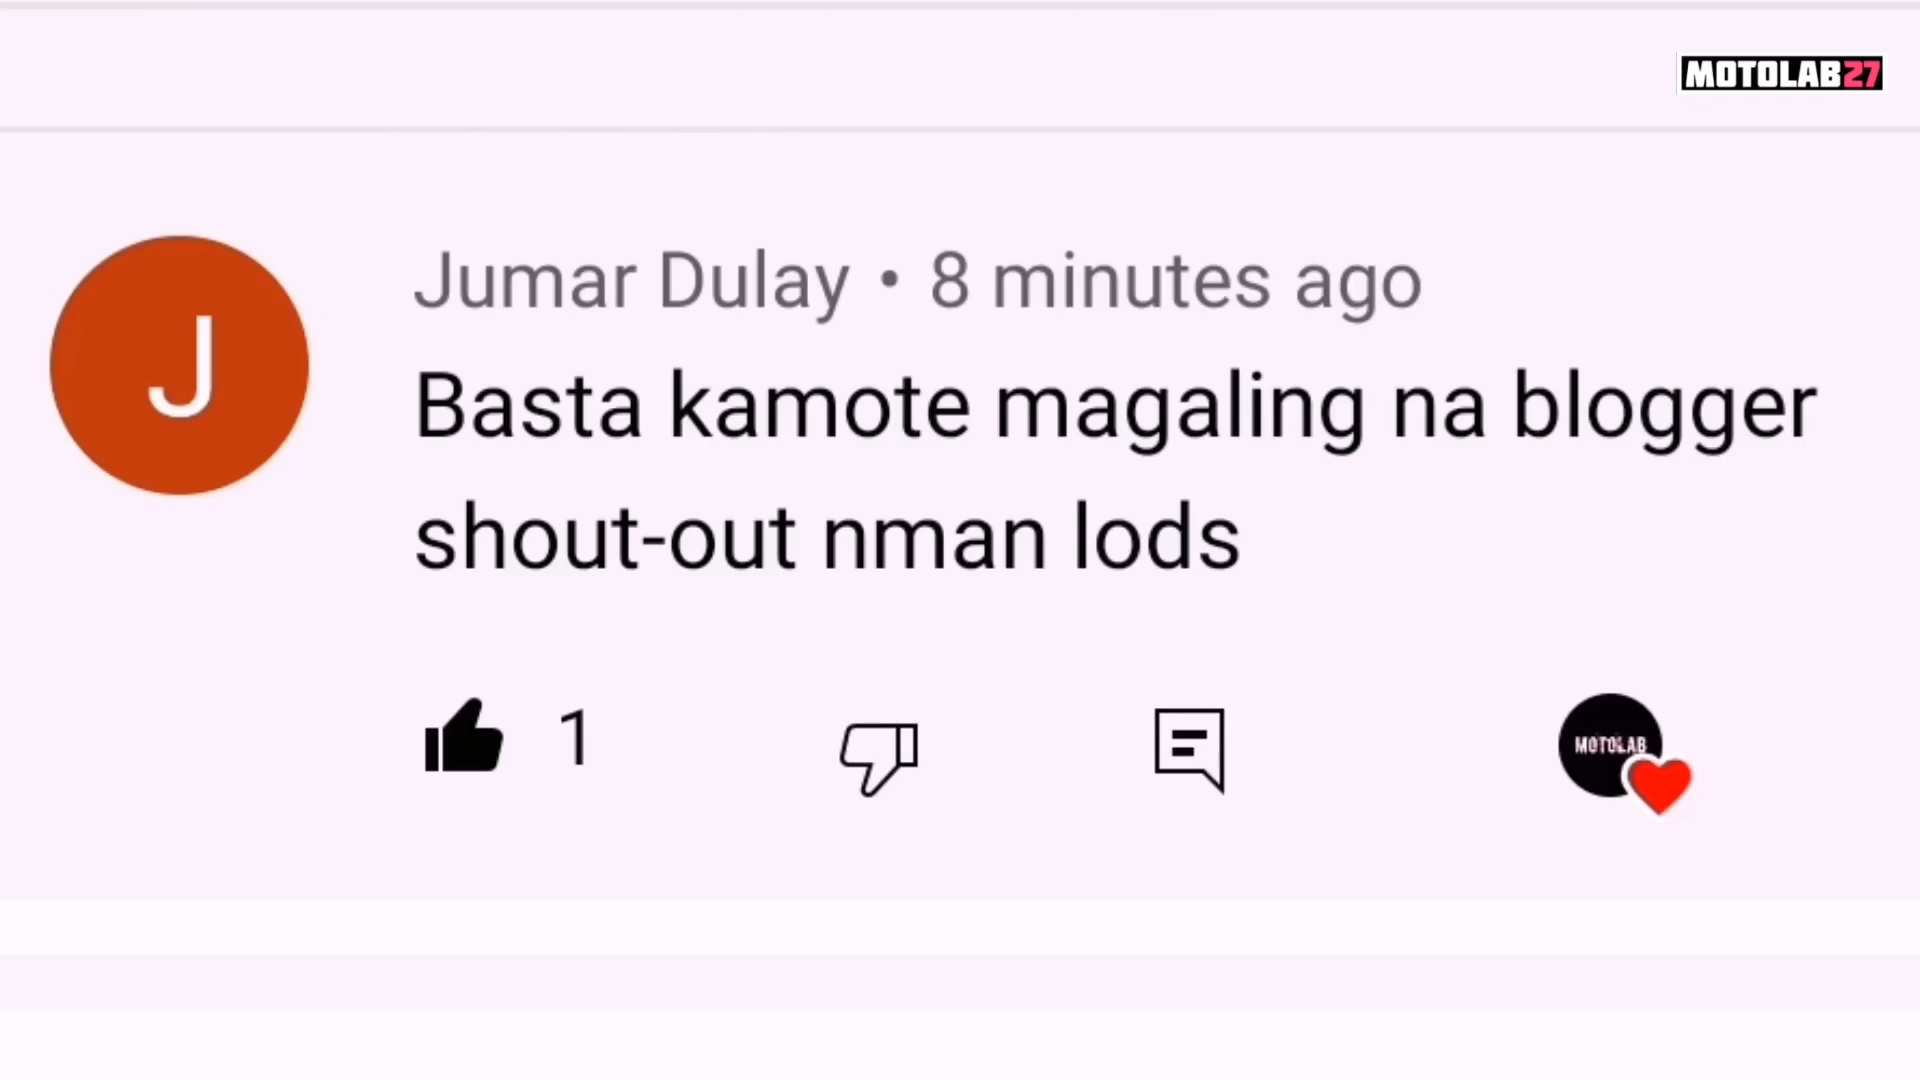 MOTOLAB27
J
Jumar Dulay • 8 minutes ago
Basta kamote magaling na blogger
shout-out nman lods
1
MOTOLAB